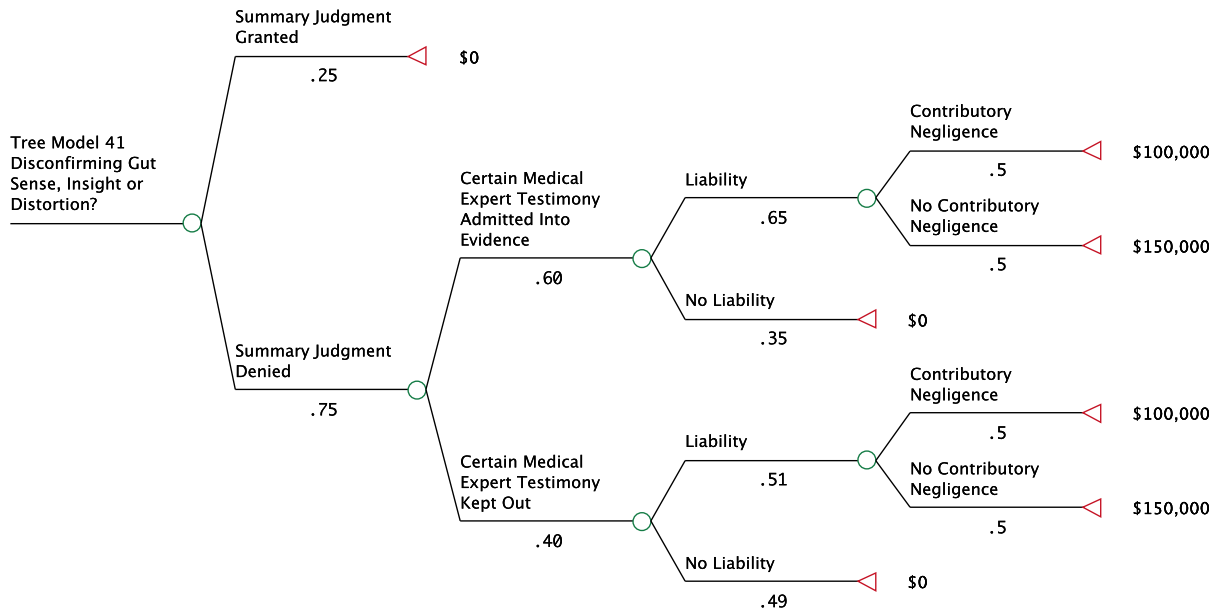 Summary Judgment
Granted
.25
$0
Tree Model 41
Disconfirming Gut
Sense, Insight or
Distortion?
Summary Judgment
Denied
.75
Certain Medical
Expert Testimony
Admitted Into
Evidence
.60
Liability
.65
Contributory
Negligence
.5
$100,000
No Contributory
Negligence
.5
$150,000
No Liability
.35
$0
Certain Medical
Expert Testimony
Kept Out
.40
Liability
.51
Contributory
Negligence
.5
$100,000
No Contributory
Negligence
.5
$150,000
No Liability
.49
$0